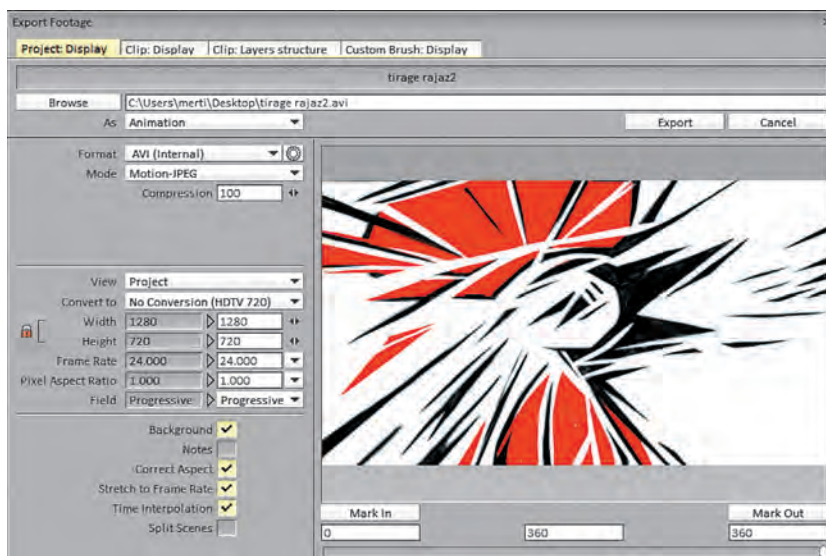 Export Footage
Project: Display Clip: Display Clip: Layers structure Custom Brush: Display
tirage rajaz2
Browse C:\Users\merti\Desktop\tirage rajaz2.avi
As Animation Export Cancel
Format AVI (Internal)
Mode Motion-JPEG
Compression 100
View Project
Convert to No Conversion (HDTV 720)
Width 1280 1280
Height 720 720
Frame Rate 24.000 24.000
Pixel Aspect Ratio 1.000 1.000
Field Progressive Progressive
Background
Notes
Correct Aspect
Stretch to Frame Rate
Time Interpolation
Split Scenes
Mark In Mark Out
0 360 360